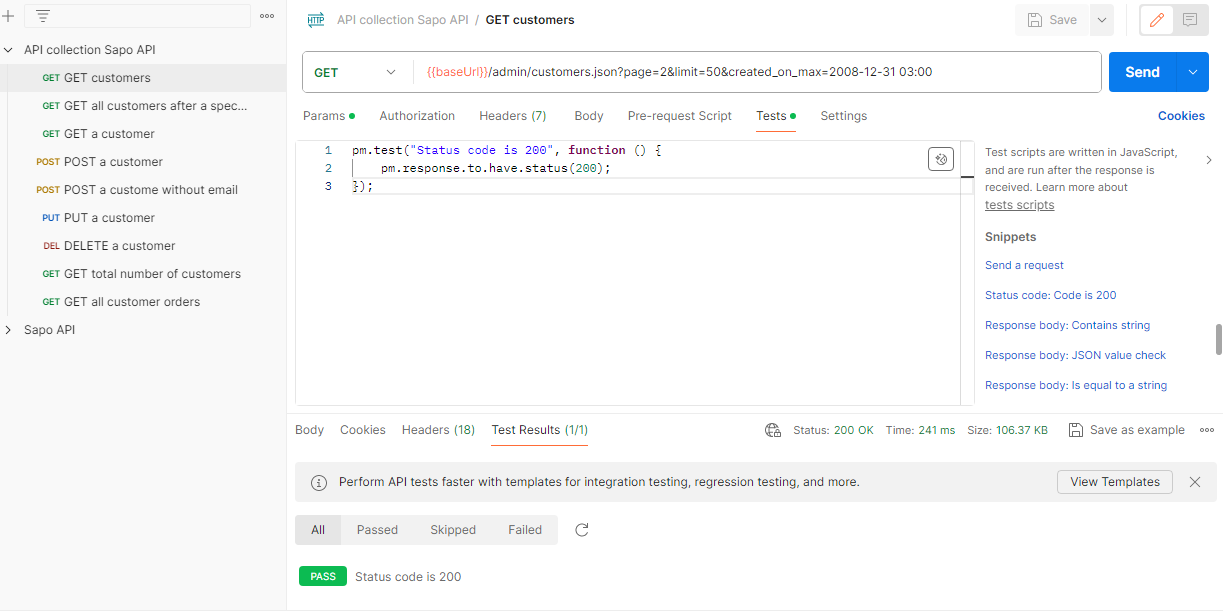 API collection Sapo API
GET GET customers
GET GET all customers after a spec...
GET GET a customer
POST POST a customer
POST POST a custome without email
PUT PUT a customer
DEL DELETE a customer
GET GET total number of customers
GET GET all customer orders
Sapo API
HTTP API collection Sapo API / GET customers
Save
GET {{baseUrl}}/admin/customers.json?page=2&limit=50&created_on_max=2008-12-31 03:00
Send
Params Authorization Headers (7) Body Pre-request Script Tests Settings
Cookies
1 pm.test("Status code is 200", function () {
2 pm.response.to.have.status(200);
3 });
Test scripts are written in JavaScript,
and are run after the response is
received. Learn more about
tests scripts
Snippets
Send a request
Status code: Code is 200
Response body: Contains string
Response body: JSON value check
Response body: Is equal to a string
Body Cookies Headers (18) Test Results (1/1)
Status: 200 OK Time: 241 ms Size: 106.37 KB Save as example
Perform API tests faster with templates for integration testing, regression testing, and more.
View Templates
All Passed Skipped Failed
PASS Status code is 200